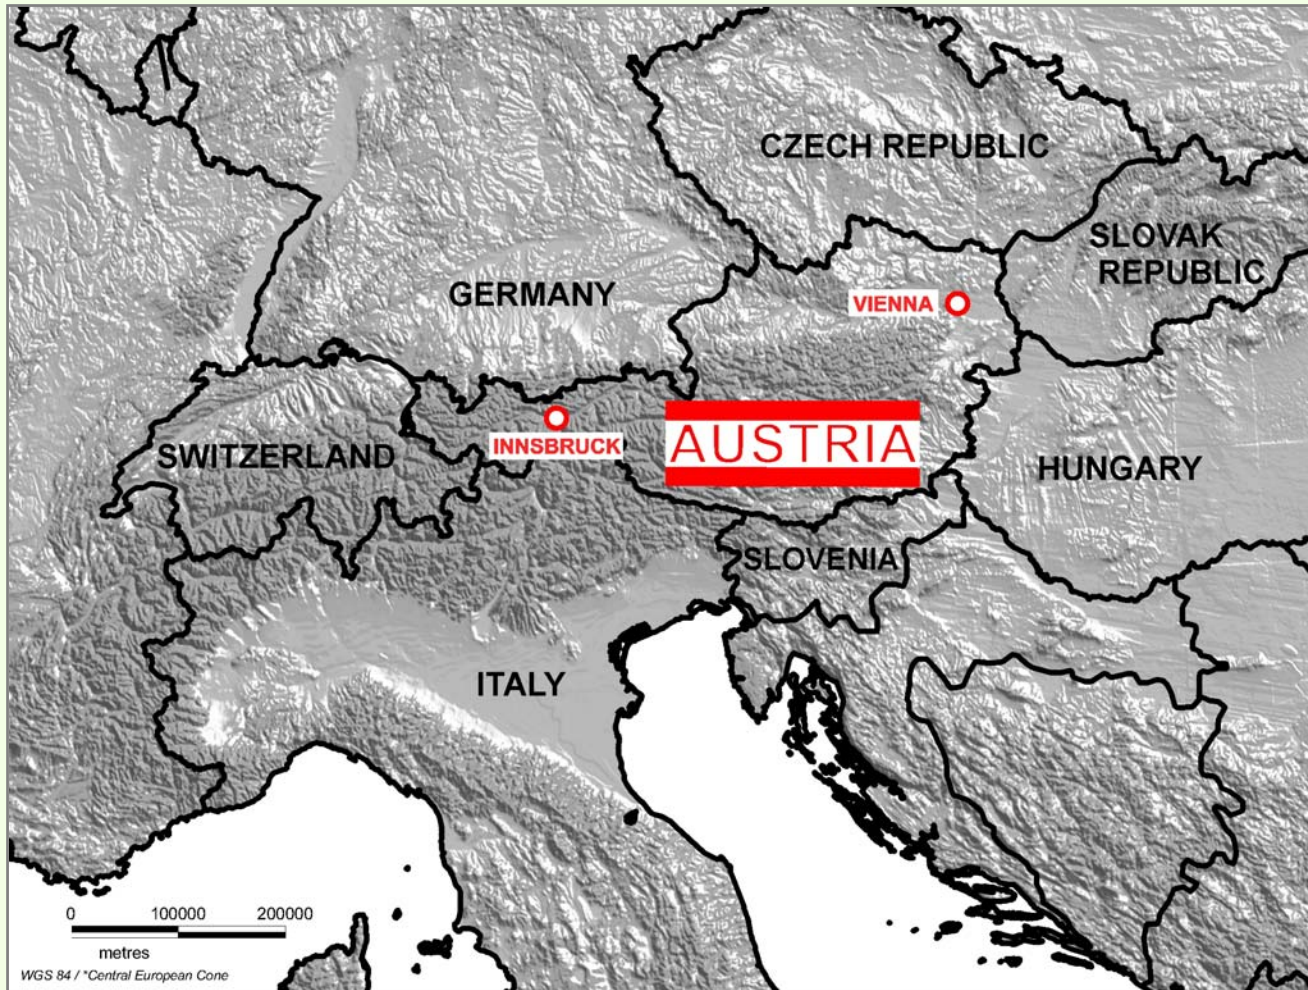 CZECH REPUBLIC
SLOVAK
REPUBLIC
GERMANY
VIENNA
INNSBRUCK
AUSTRIA
SWITZERLAND
HUNGARY
SLOVENIA
ITALY
0 100000 200000
metres
WGS 84 / "Central European Cone